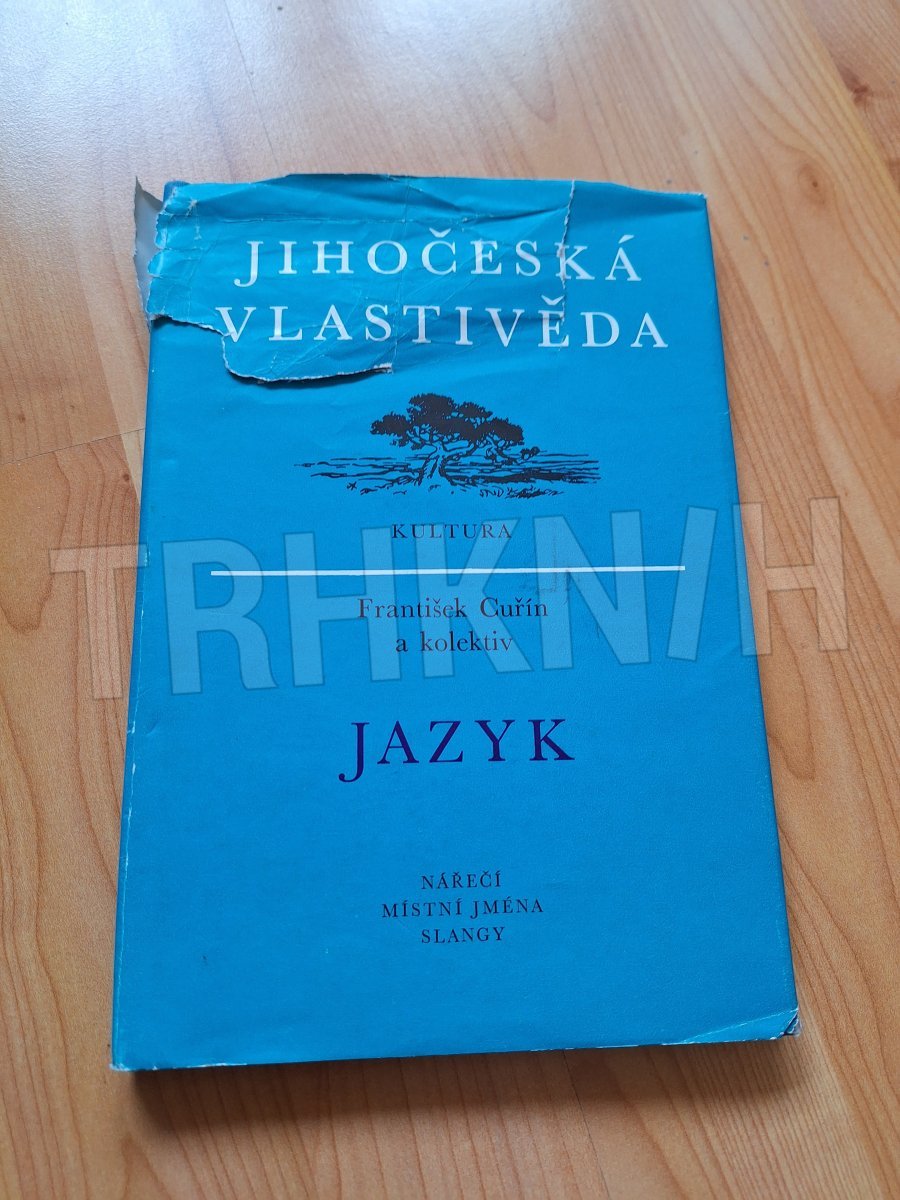 JIHOČESKÁ
VLASTIVĚDA
KULTURA
František Cuřín
a kolektiv
JAZYK
NÁŘEČÍ
MÍSTNÍ JMÉNA
SLANGY
TRHKNIH